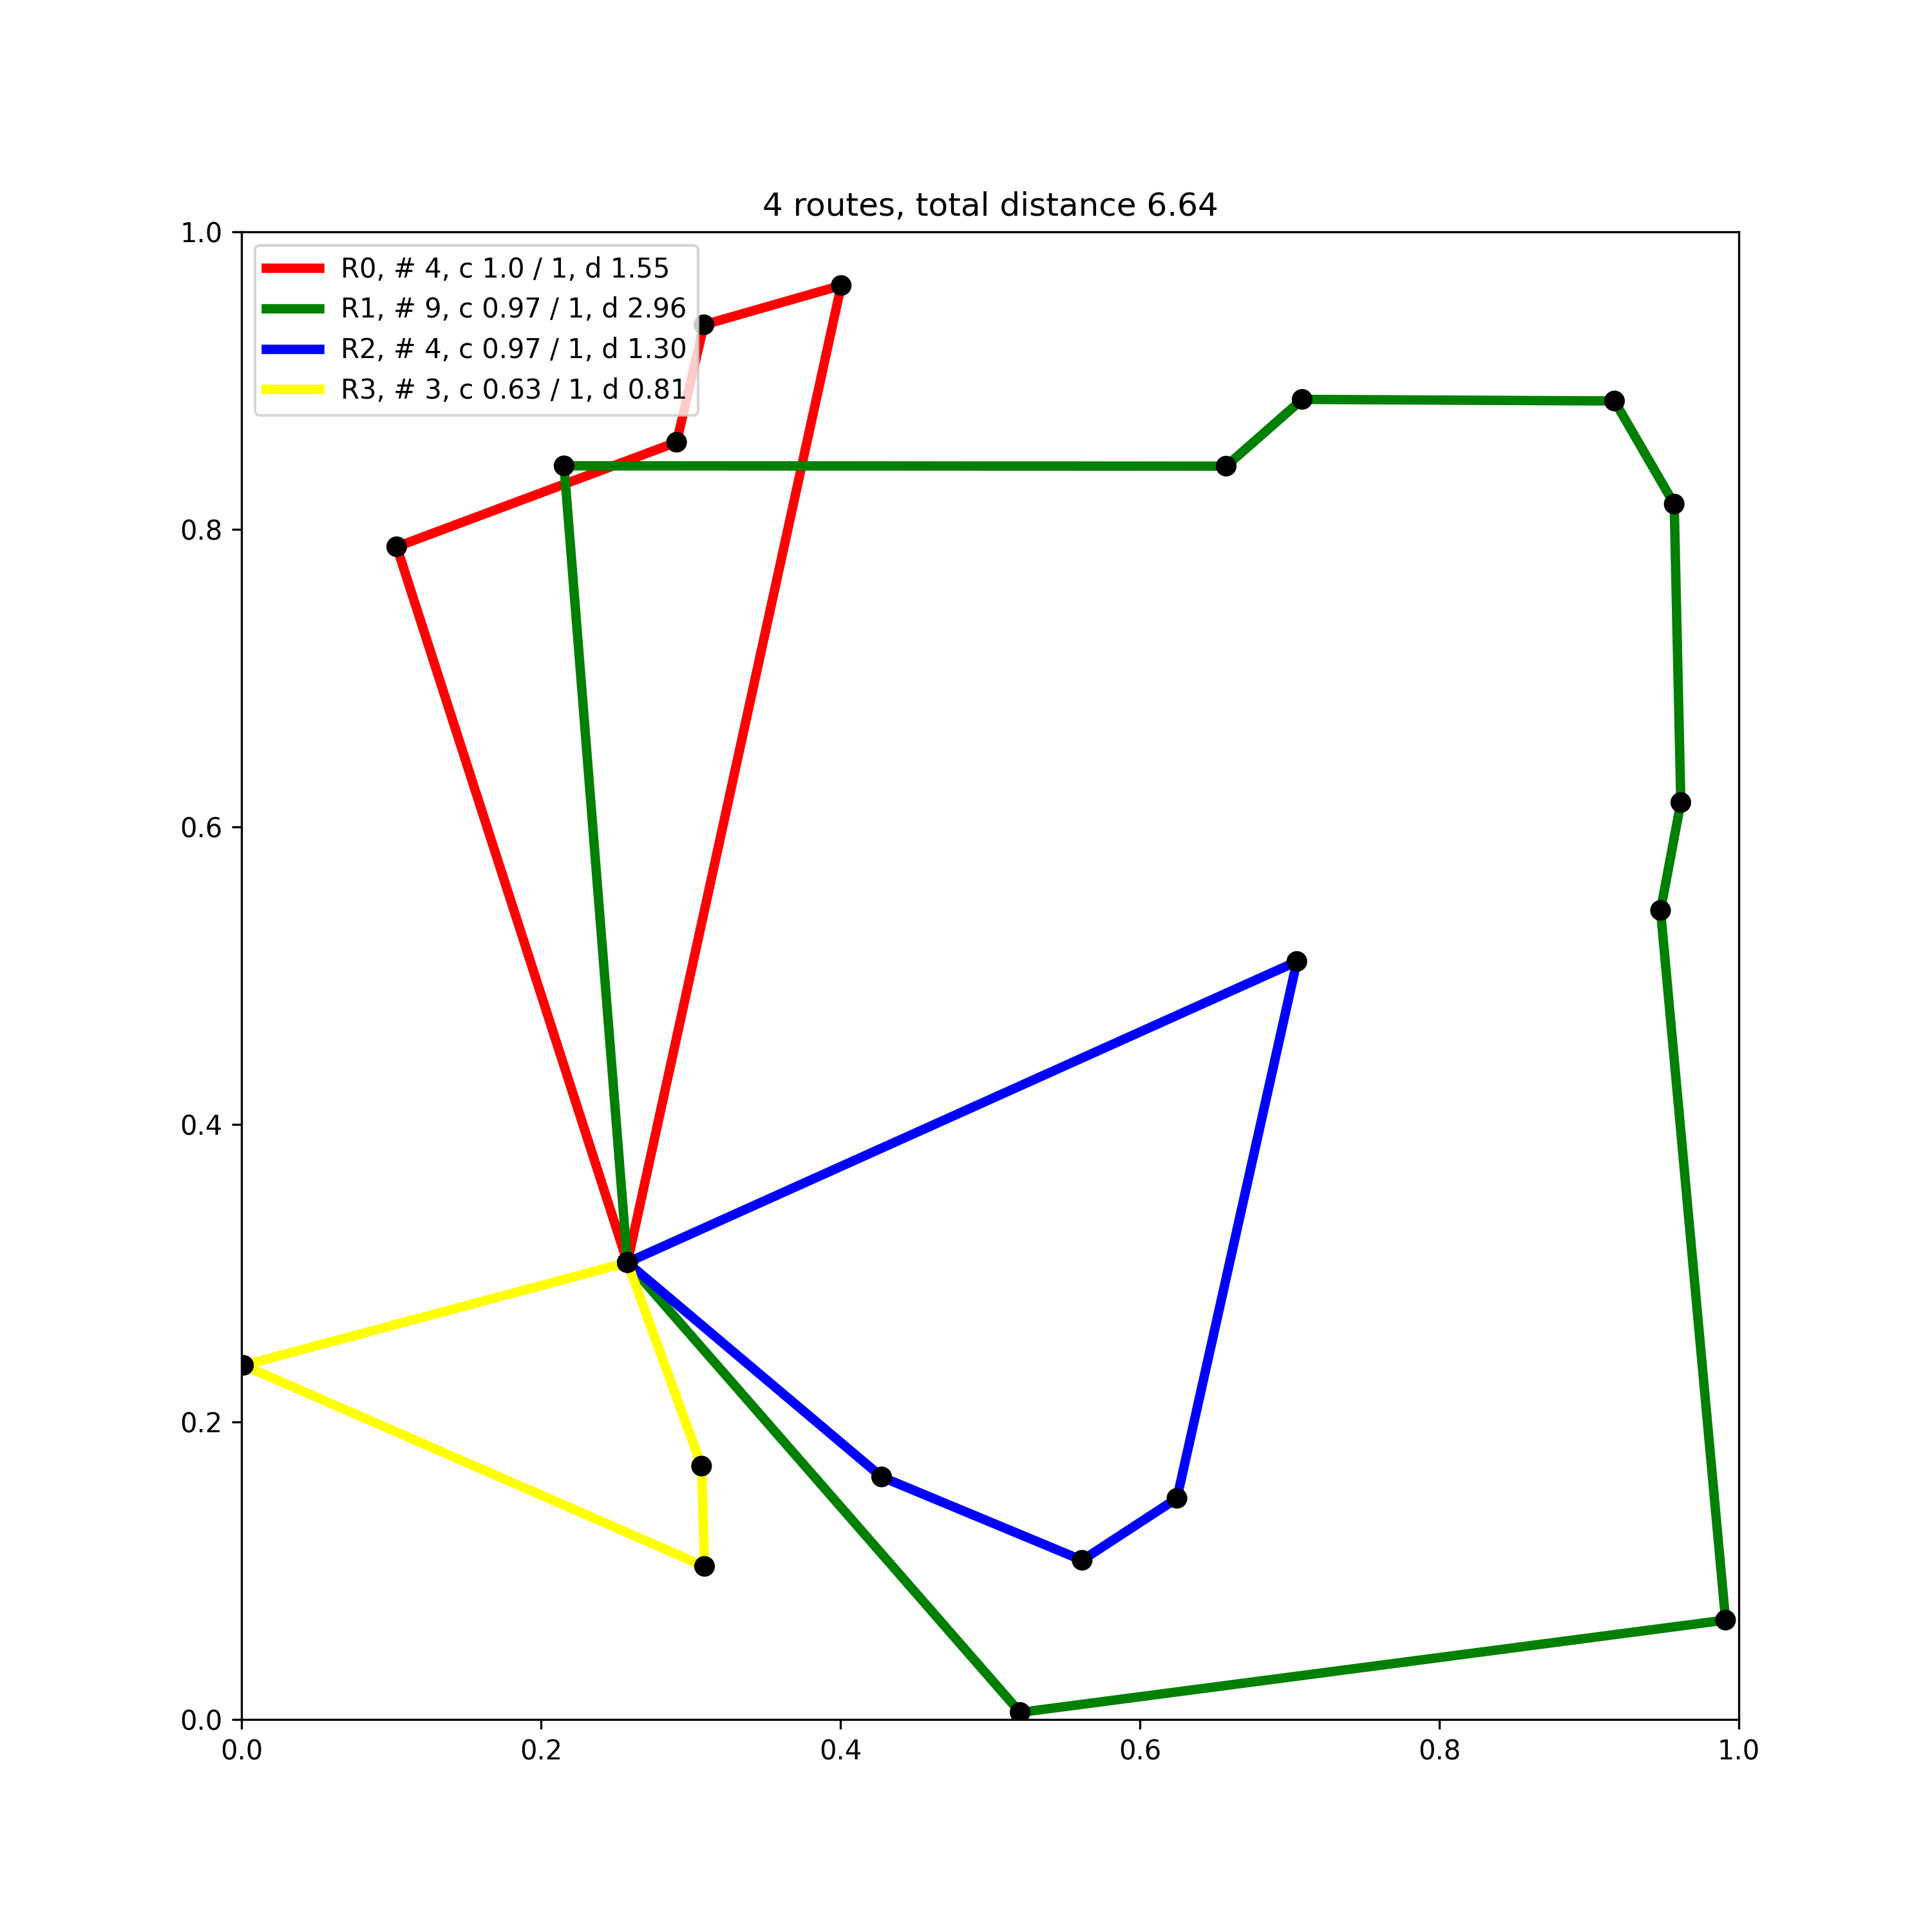 4 routes, total distance 6.64
1.0
R0, # 4, c 1.0 / 1, d 1.55
R1, # 9, c 0.97 / 1, d 2.96
R2, # 4, c 0.97 / 1, d 1.30
R3, # 3, c 0.63 / 1, d 0.81
0.8
0.6
0.4
0.2
0.0
0.0 0.2 0.4 0.6 0.8 1.0